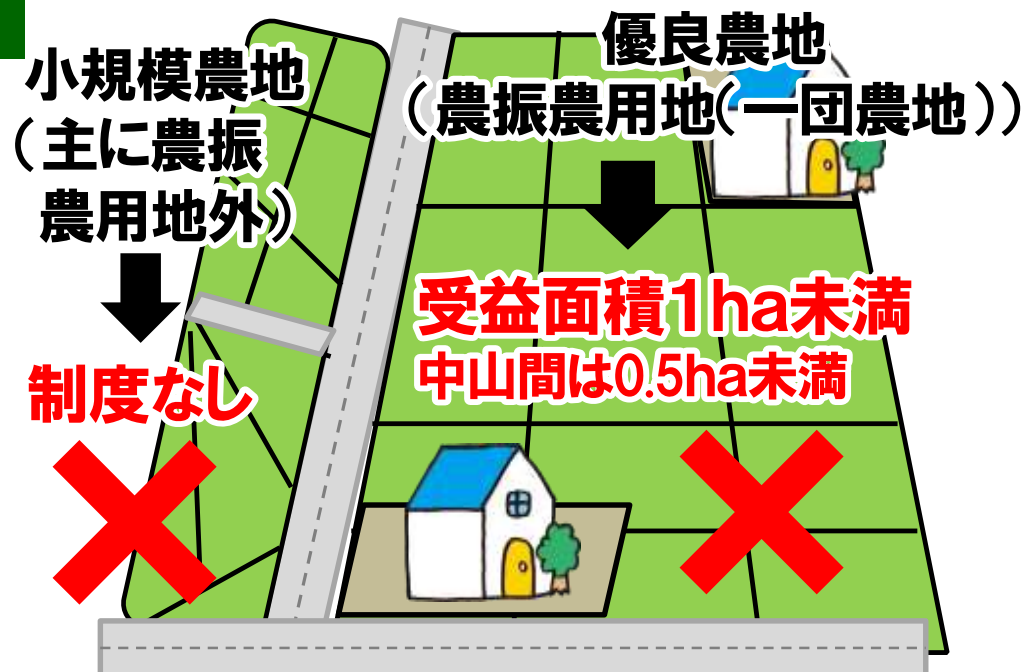 小規模農地
（主に農振
農用地外）
制度なし
優良農地
（農振農用地（一団農地））
受益面積1ha未満
中山間は0.5ha未満